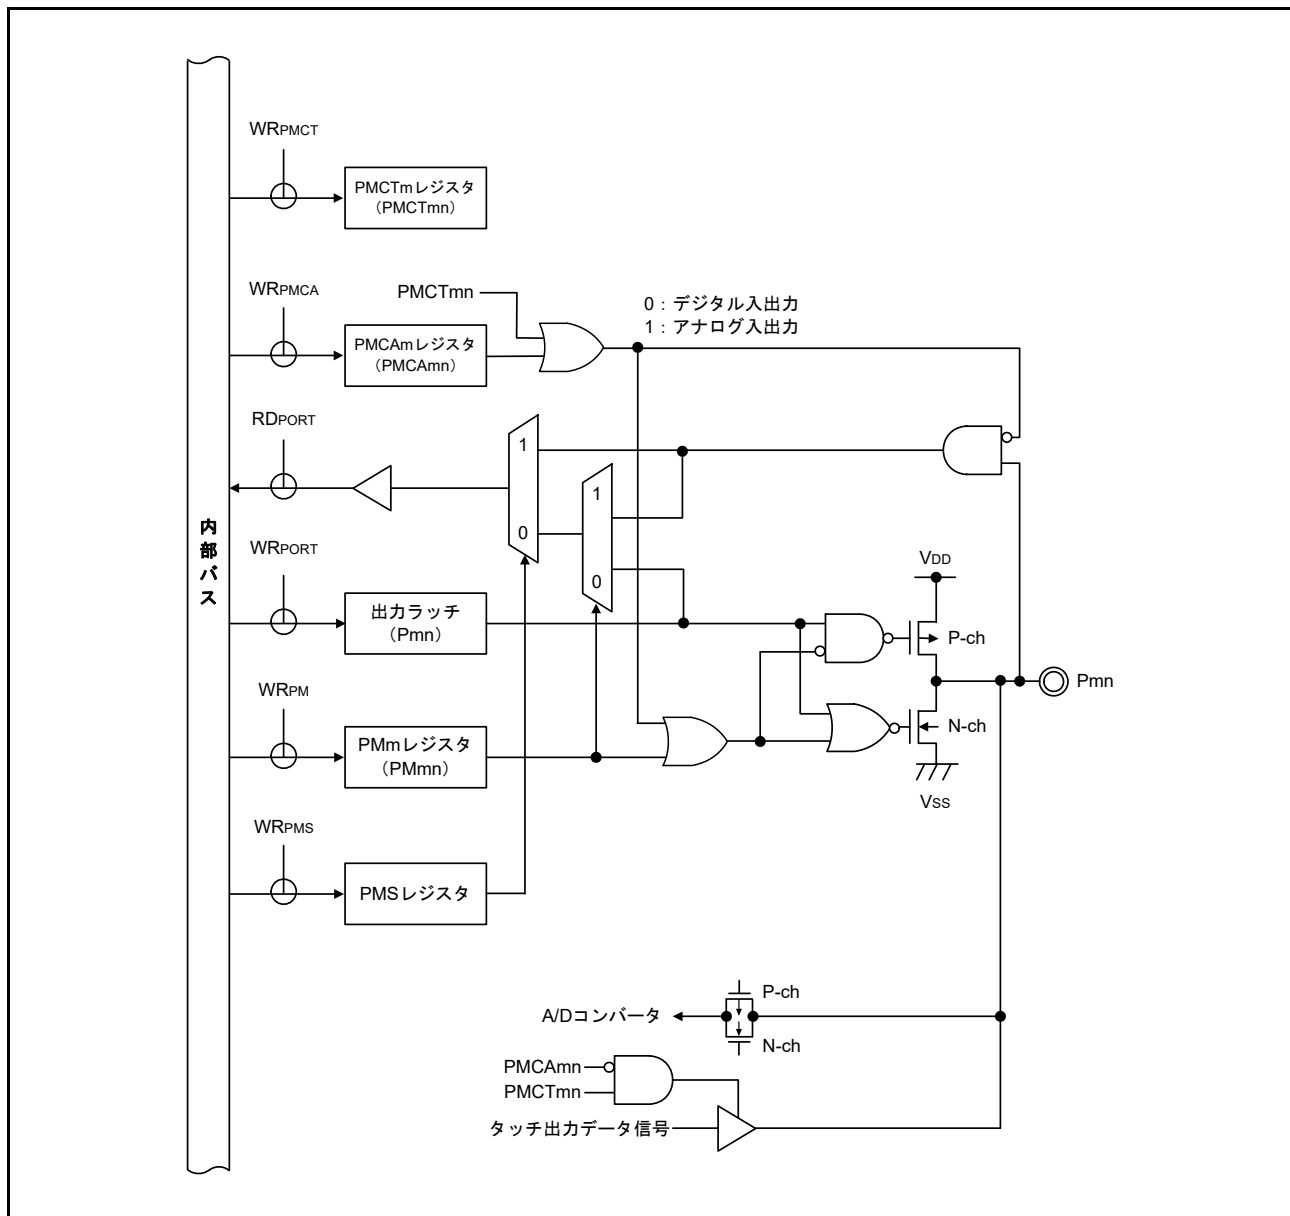 WRPMCT
PMCTmレジスタ
(PMCTmn)
WRPMCA
PMCTmn
0：デジタル入出力
1：アナログ入出力
PMCAmレジスタ
(PMCAmn)
RDPORT
1
1
0
0
内部バス
WRPORT
出力ラッチ
(Pmn)
VDD
P-ch
Pmn
WRPM
PMmレジスタ
(PMmn)
N-ch
VSS
WRPMS
PMSレジスタ
P-ch
A/Dコンバータ
N-ch
PMCAmn
PMCTmn
タッチ出力データ信号